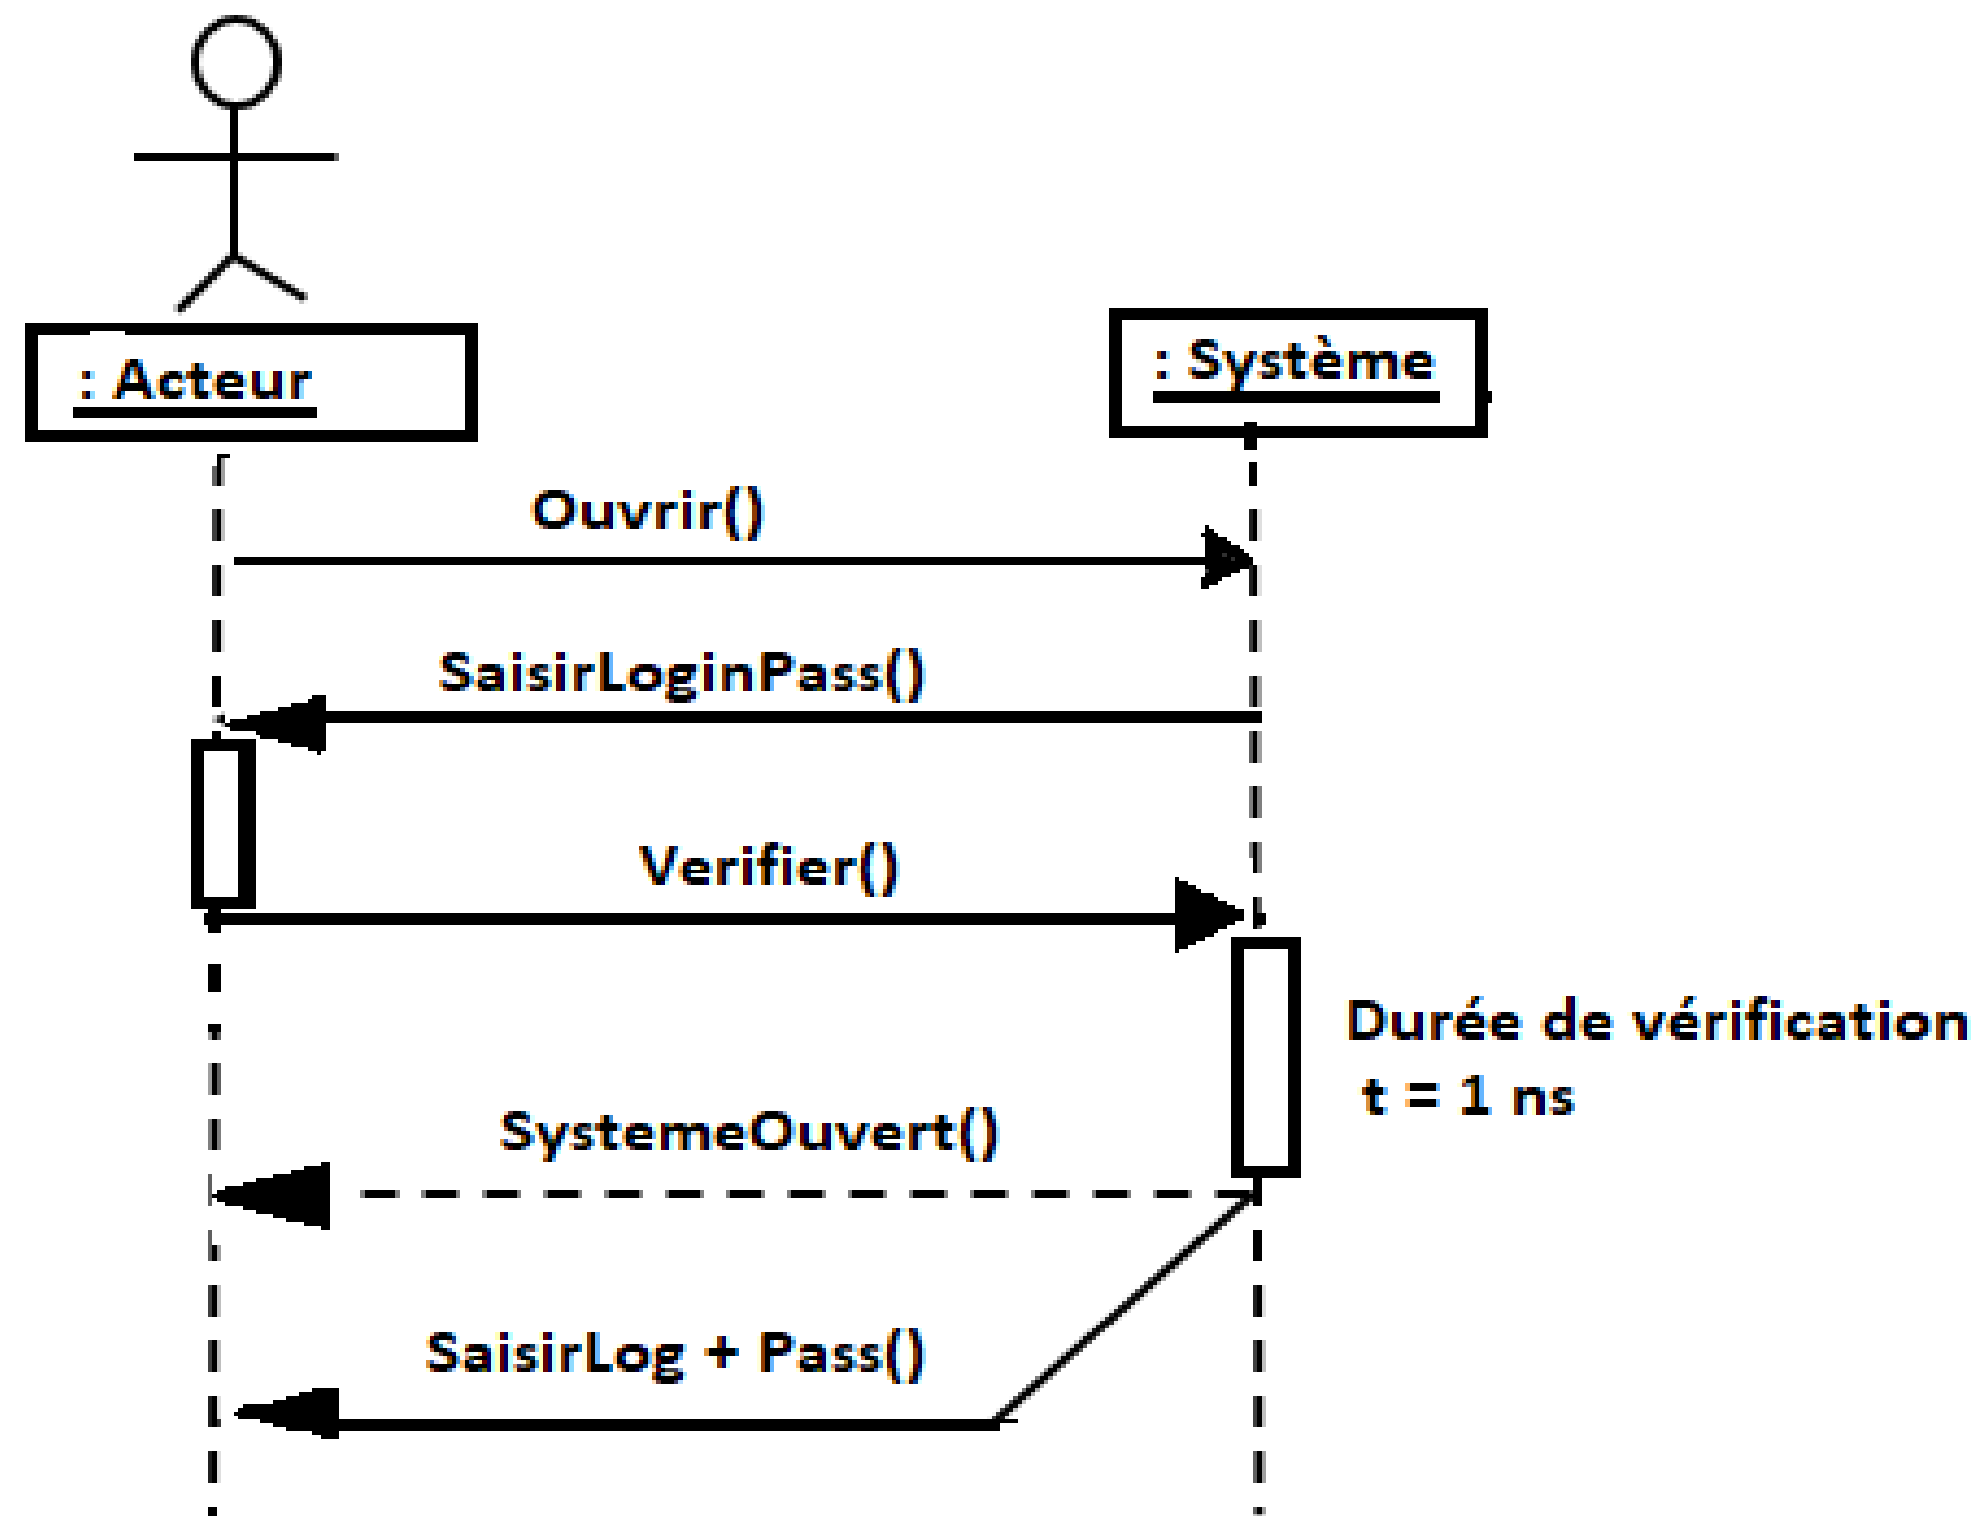 : Acteur
: Système
Ouvrir()
SaisirLoginPass()
Verifier()
Durée de vérification
t = 1 ns
SystemeOuvert()
SaisirLog + Pass()